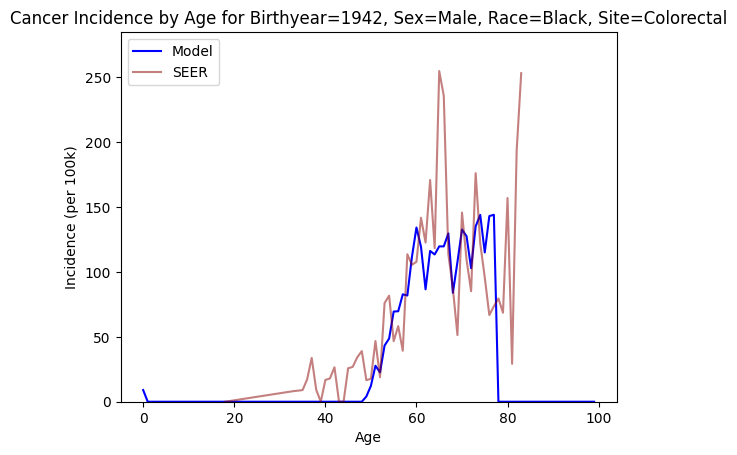 Cancer Incidence by Age for Birthyear=1942, Sex=Male, Race=Black, Site=Colorectal
Model
SEER
250
200
150
100
50
0
Incidence (per 100k)
0 20 40 60 80 100
Age